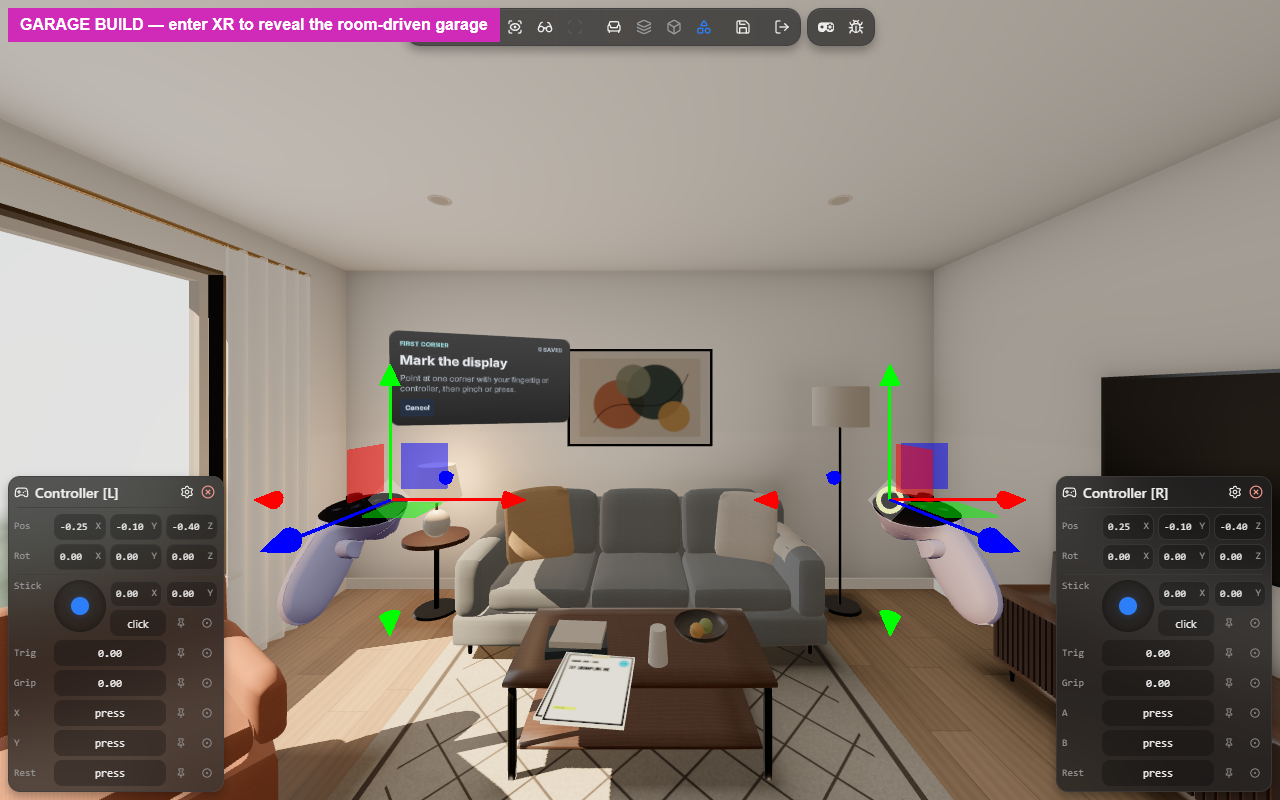 GARAGE BUILD — enter XR to reveal the room-driven garage
FIRST CORNER
0 SAVED
Mark the display
Point at one corner with your fingertip or
controller, then pinch or press.
Cancel
Controller [L]
Pos -0.25 X -0.10 Y -0.40 Z
Rot 0.00 X 0.00 Y 0.00 Z
Stick 0.00 X 0.00 Y
click
Trig 0.00
Grip 0.00
X press
Y press
Rest press
Controller [R]
Pos 0.25 X -0.10 Y -0.40 Z
Rot 0.00 X 0.00 Y 0.00 Z
Stick 0.00 X 0.00 Y
click
Trig 0.00
Grip 0.00
A press
B press
Rest press